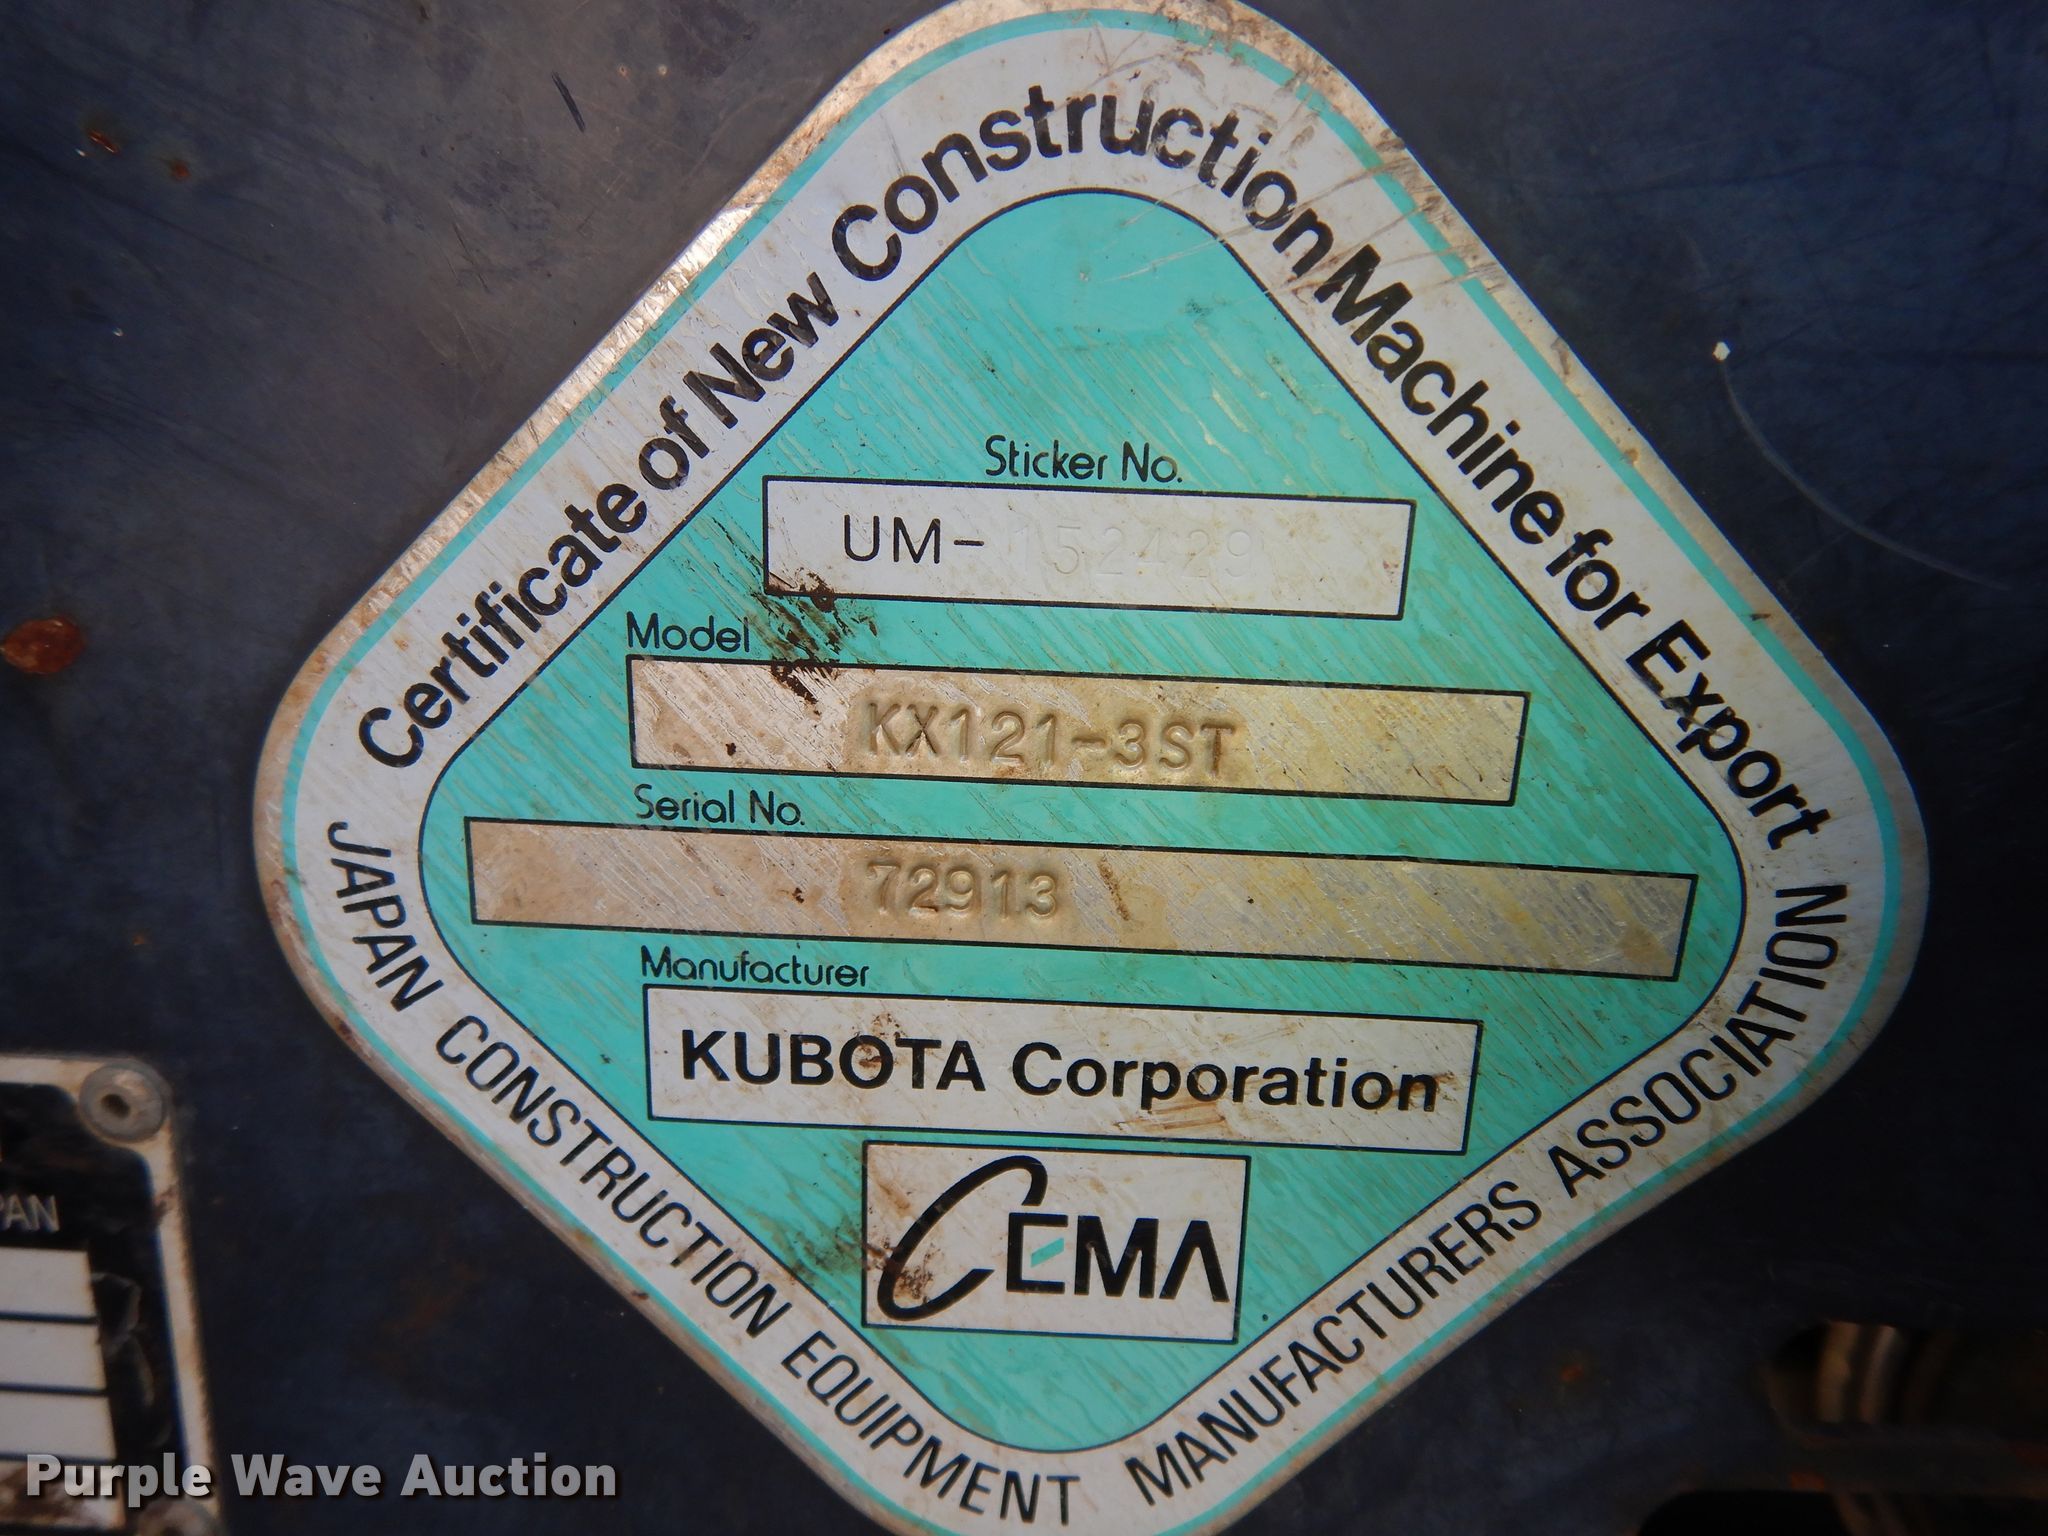 Certificate of New Construction Machine for Export
Sticker No.
UM-152429
Model
KX121-3ST
Serial No.
72913
Manufacturer
KUBOTA Corporation
CEMA
JAPAN CONSTRUCTION EQUIPMENT MANUFACTURERS ASSOCIATION
PAN
Purple Wave Auction